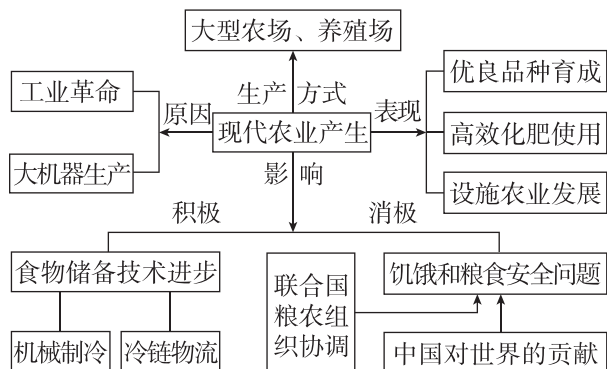 大型农场、养殖场
生产方式
工业革命
大机器生产
原因
现代农业产生
表现
优良品种育成
高效化肥使用
设施农业发展
影响
积极
消极
食物储备技术进步
机械制冷
冷链物流
联合国
粮农组
织协调
饥饿和粮食安全问题
中国对世界的贡献